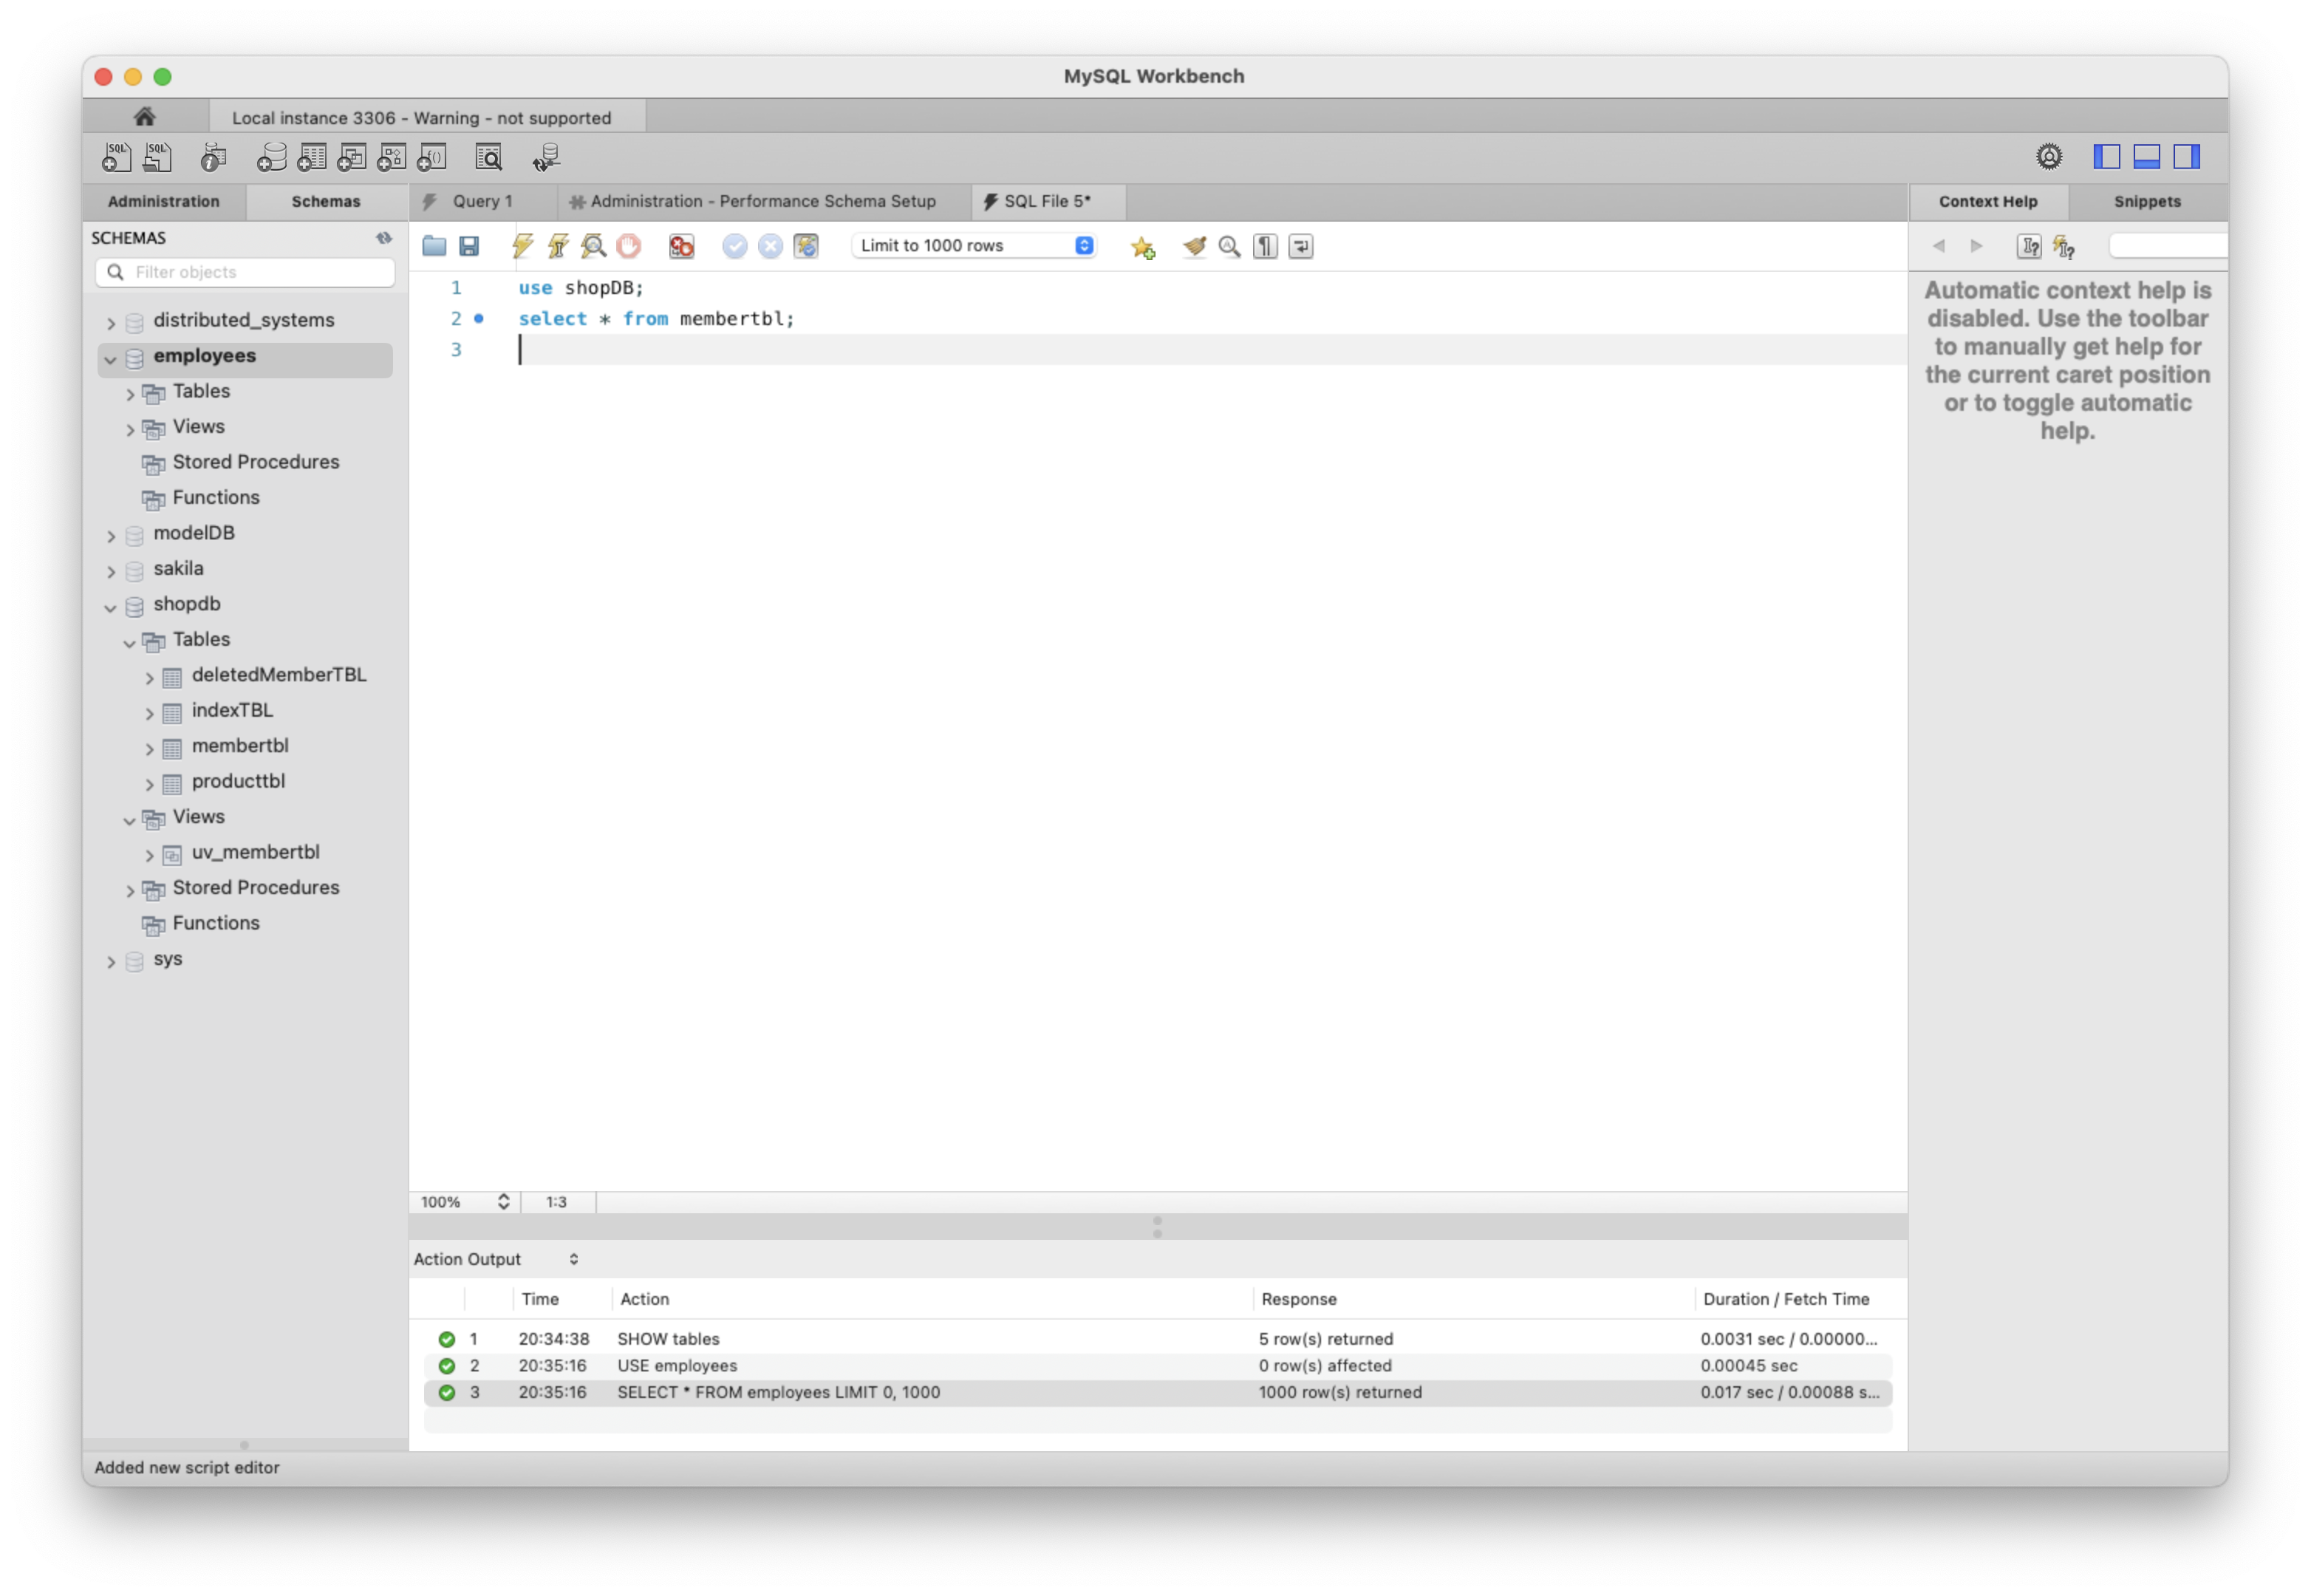 MySQL Workbench
Local instance 3306 - Warning - not supported
SQL SQL
Administration Schemas Query 1 Administration - Performance Schema Setup SQL File 5* Context Help Snippets
SCHEMAS
Limit to 1000 rows
Filter objects
distributed_systems
employees
Tables
Views
Stored Procedures
Functions
modelDB
sakila
shopdb
Tables
deletedMemberTBL
indexTBL
membertbl
producttbl
Views
uv_membertbl
Stored Procedures
Functions
sys
1 use shopDB;
2 select * from membertbl;
3
Automatic context help is
disabled. Use the toolbar
to manually get help for
the current caret position
or to toggle automatic
help.
100% 1:3
Action Output
Time Action Response Duration / Fetch Time
1 20:34:38 SHOW tables 5 row(s) returned 0.0031 sec / 0.00000...
2 20:35:16 USE employees 0 row(s) affected 0.00045 sec
3 20:35:16 SELECT * FROM employees LIMIT 0, 1000 1000 row(s) returned 0.017 sec / 0.00088 s...
Added new script editor